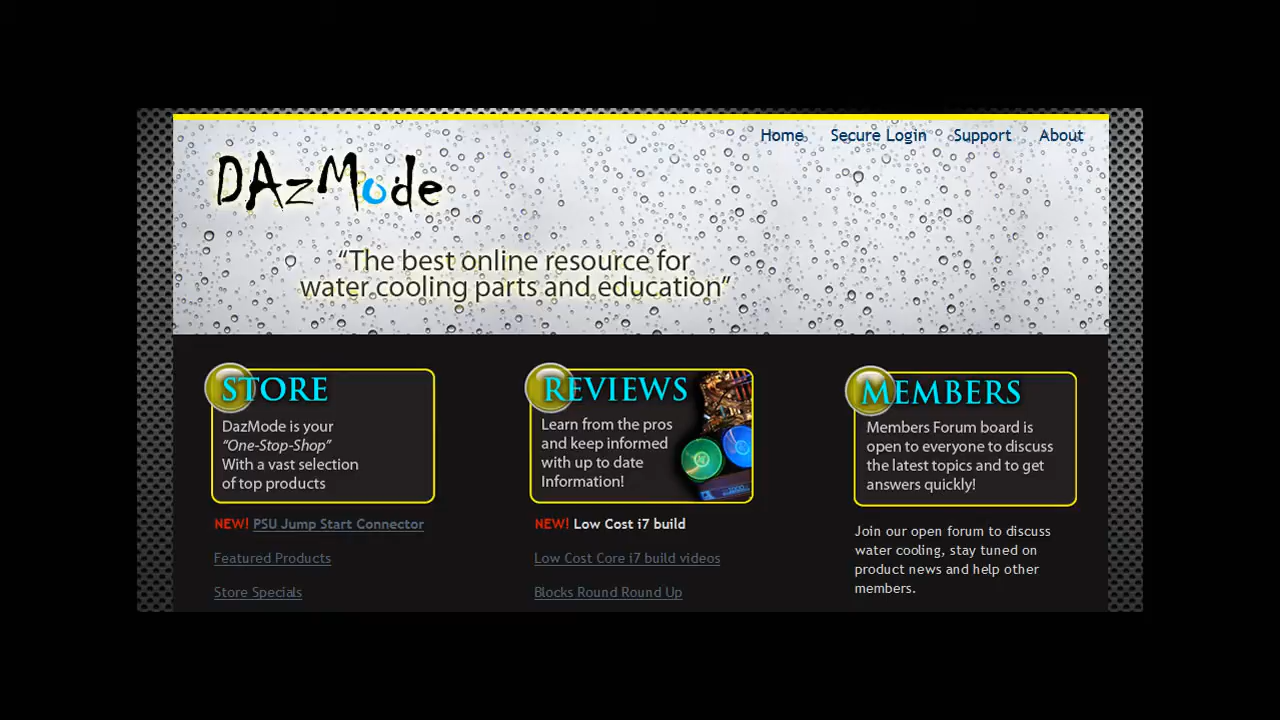 Home Secure Login Support About
DAzMode
“The best online resource for
water cooling parts and education”
STORE
DazMode is your
“One-Stop-Shop”
With a vast selection
of top products
NEW! PSU Jump Start Connector
Featured Products
Store Specials
REVIEWS
Learn from the pros
and keep informed
with up to date
Information!
NEW! Low Cost i7 build
Low Cost Core i7 build videos
Blocks Round Round Up
MEMBERS
Members Forum board is
open to everyone to discuss
the latest topics and to get
answers quickly!
Join our open forum to discuss
water cooling, stay tuned on
product news and help other
members.